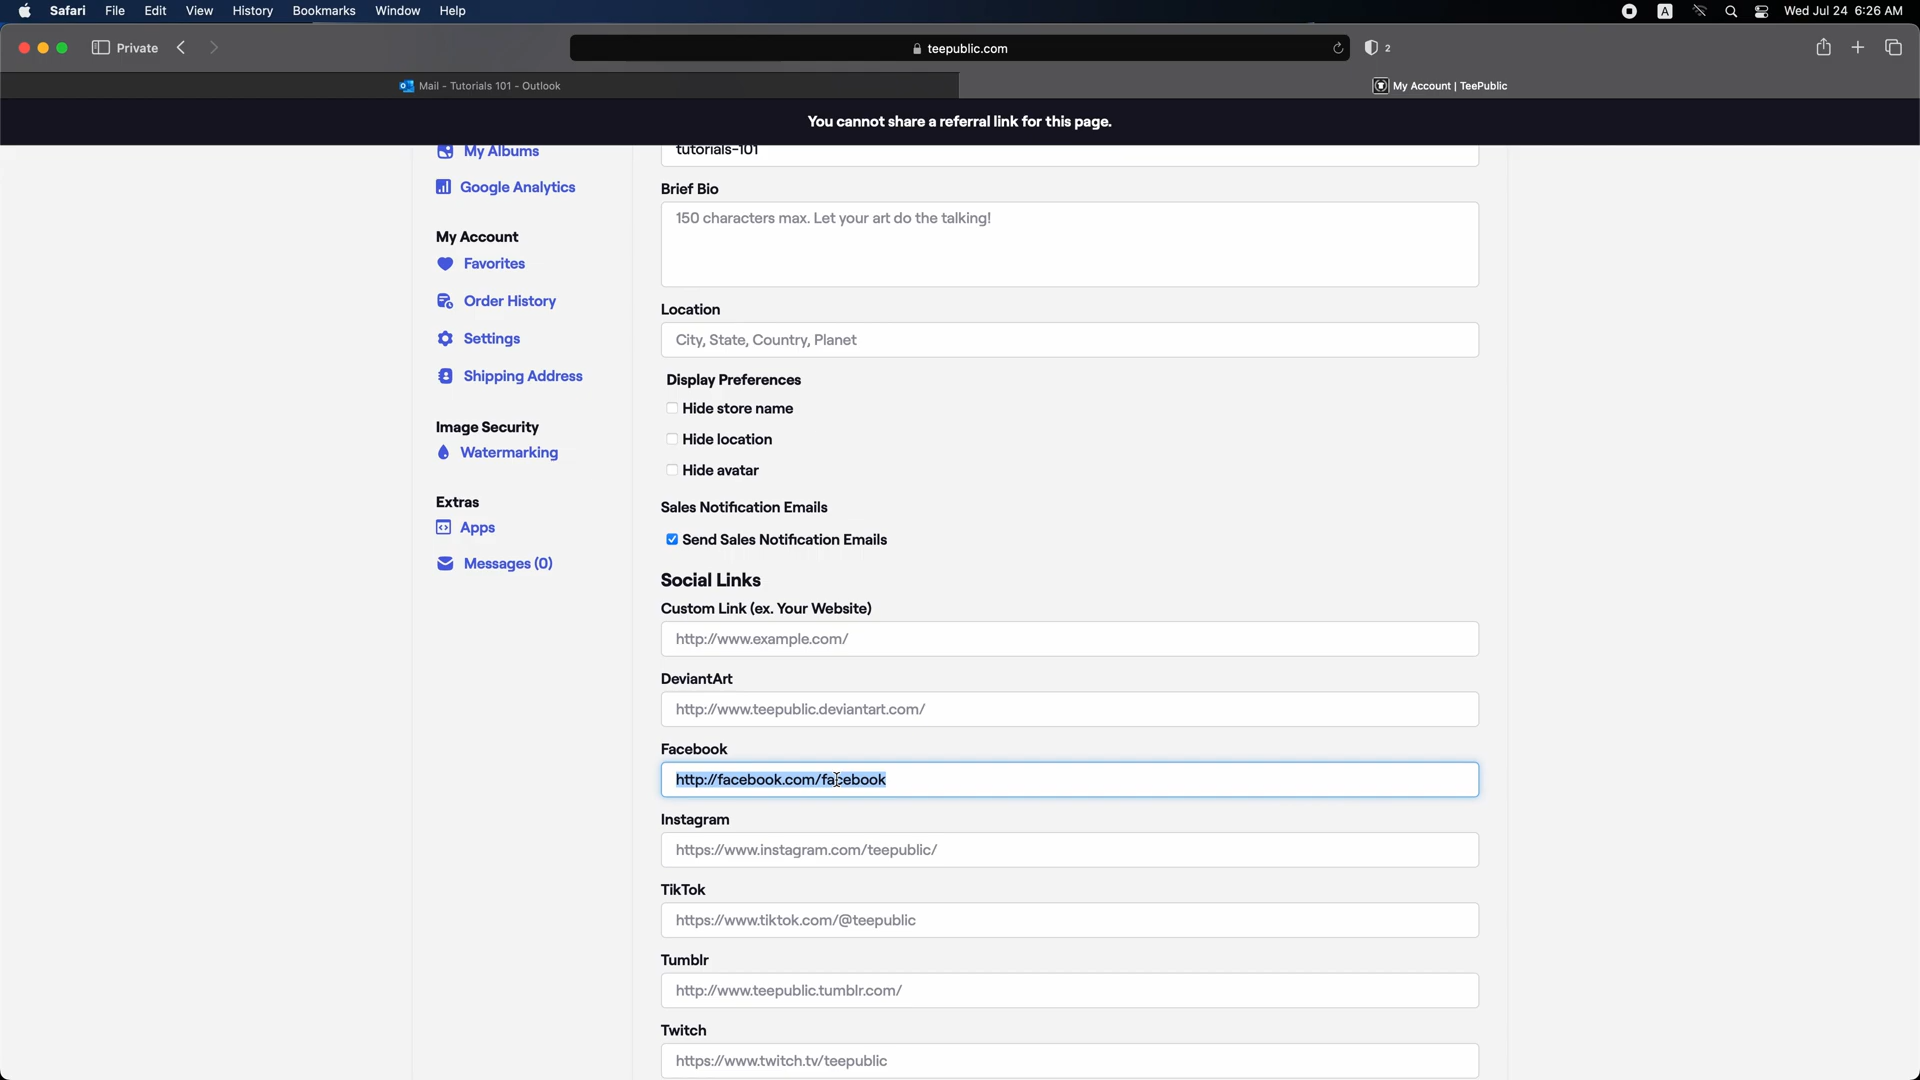 Safari File Edit View History Bookmarks Window Help A Wed Jul 24 6:26 AM
Private teepublic.com 2
Mail - Tutorials 101 - Outlook My Account | TeePublic
You cannot share a referral link for this page.
My Albums
Google Analytics
My Account
Favorites
Order History
Settings
Shipping Address
Image Security
Watermarking
Extras
Apps
Messages (0)
tutorials-101
Brief Bio
150 characters max. Let your art do the talking!
Location
City, State, Country, Planet
Display Preferences
Hide store name
Hide location
Hide avatar
Sales Notification Emails
Send Sales Notification Emails
Social Links
Custom Link (ex. Your Website)
http://www.example.com/
DeviantArt
http://www.teepublic.deviantart.com/
Facebook
http://facebook.com/facebook
Instagram
https://www.instagram.com/teepublic/
TikTok
https://www.tiktok.com/@teepublic
Tumblr
http://www.teepublic.tumblr.com/
Twitch
https://www.twitch.tv/teepublic